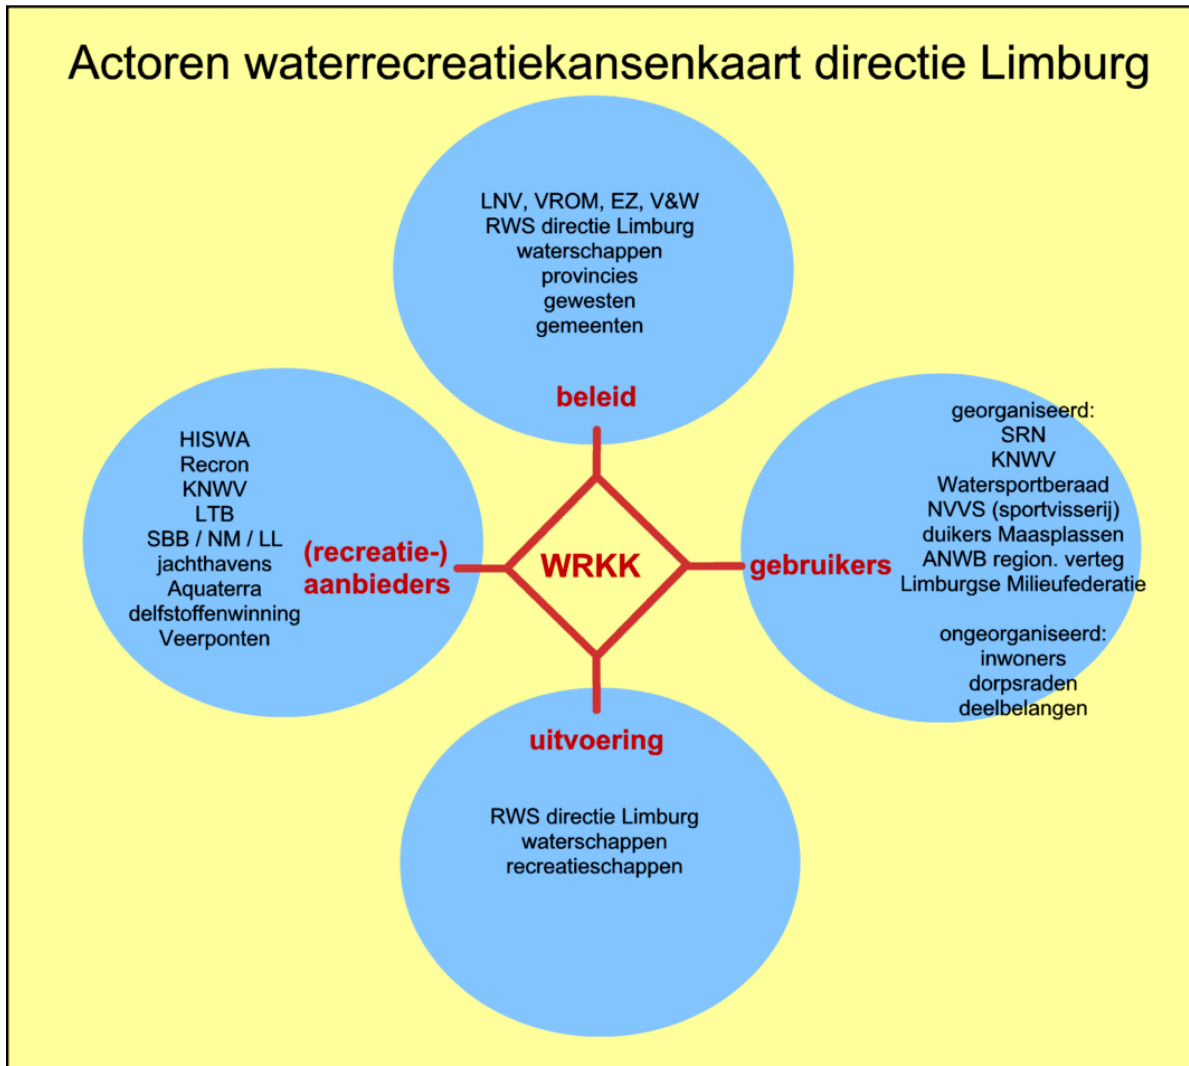 Actoren waterrecreatiekansenkaart directie Limburg
LNV, VROM, EZ, V&W
RWS directie Limburg
waterschappen
provincies
gewesten
gemeenten
beleid
HISWA
Recron
KNWV
LTB
SBB / NM / LL
jachthavens
Aquaterra
delfstoffenwinning
Veerponten
(recreatie-)
aanbieders
WRKK
gebruikers
georganiseerd:
SRN
KNWV
Watersportberaad
NVVS (sportvisserij)
duikers Maasplassen
ANWB region. verteg
Limburgse Milieufederatie
ongeorganiseerd:
inwoners
dorpsraden
deelbelangen
uitvoering
RWS directie Limburg
waterschappen
recreatieschappen